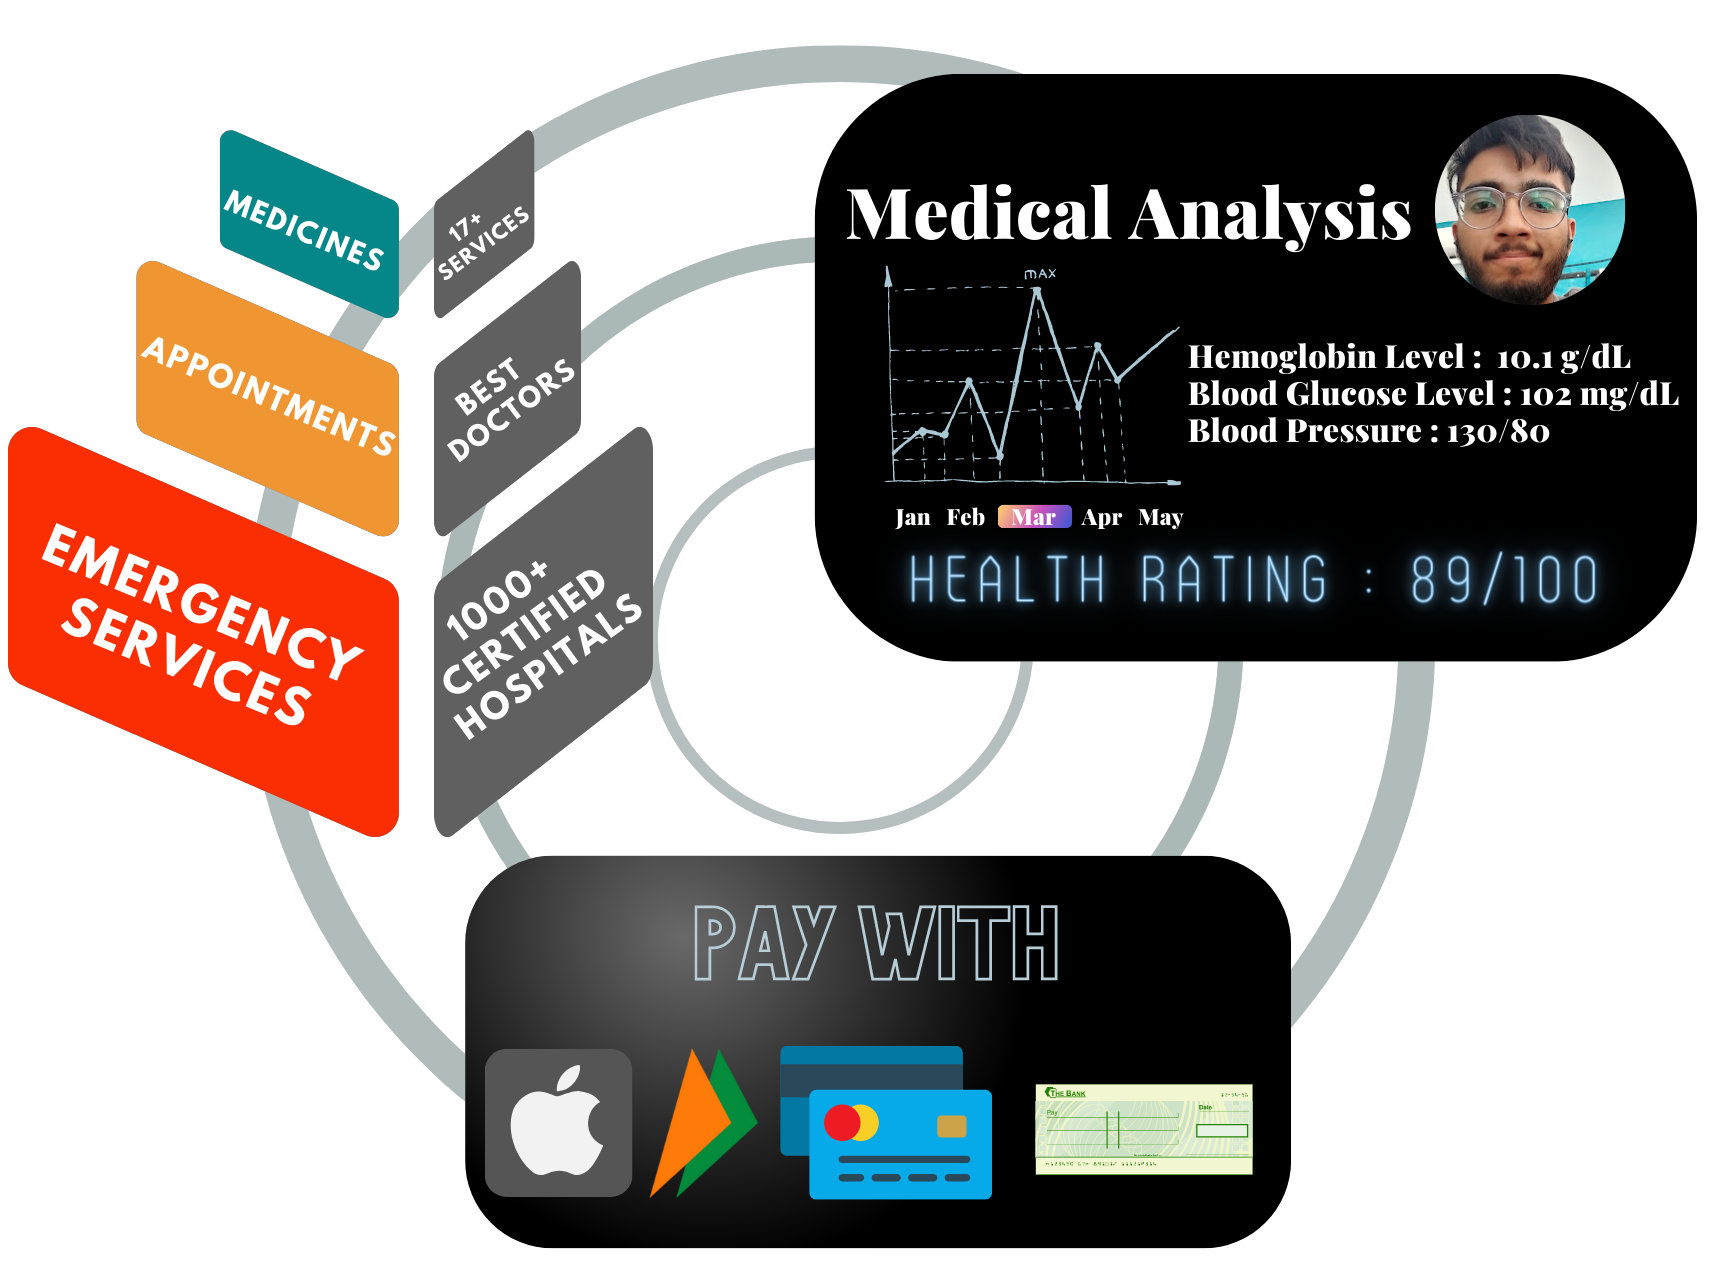 MEDICINES
17+
SERVICES
APPOINTMENTS
BEST
DOCTORS
EMERGENCY
SERVICES
1000+
CERTIFIED
HOSPITALS
Medical Analysis
MAX
Hemoglobin Level :  10.1 g/dL
Blood Glucose Level : 102 mg/dL
Blood Pressure : 130/80
Jan Feb Mar Apr May
HEALTH RATING : 89/100
PAY WITH
THE BANK
Pay
Date